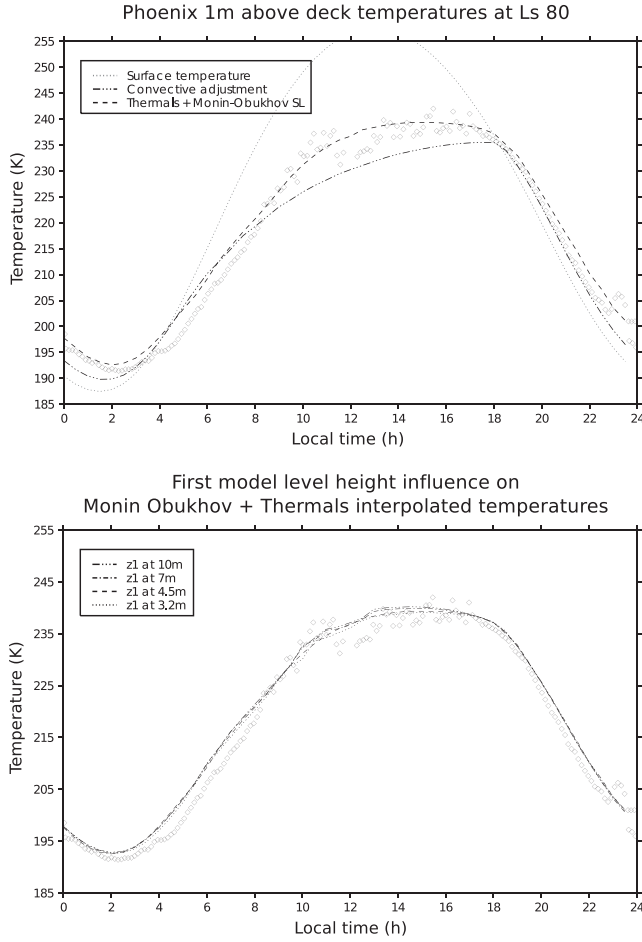 Phoenix 1m above deck temperatures at Ls 80
255
250
245
240
235
230
225
220
215
210
205
200
195
190
185
Temperature (K)
Surface temperature
Convective adjustment
Thermals + Monin-Obukhov SL
0 2 4 6 8 10 12 14 16 18 20 22 24
Local time (h)
First model level height influence on
Monin Obukhov + Thermals interpolated temperatures
255
245
235
225
215
205
195
185
Temperature (K)
z1 at 10m
z1 at 7m
z1 at 4.5m
z1 at 3.2m
0 2 4 6 8 10 12 14 16 18 20 22 24
Local time (h)